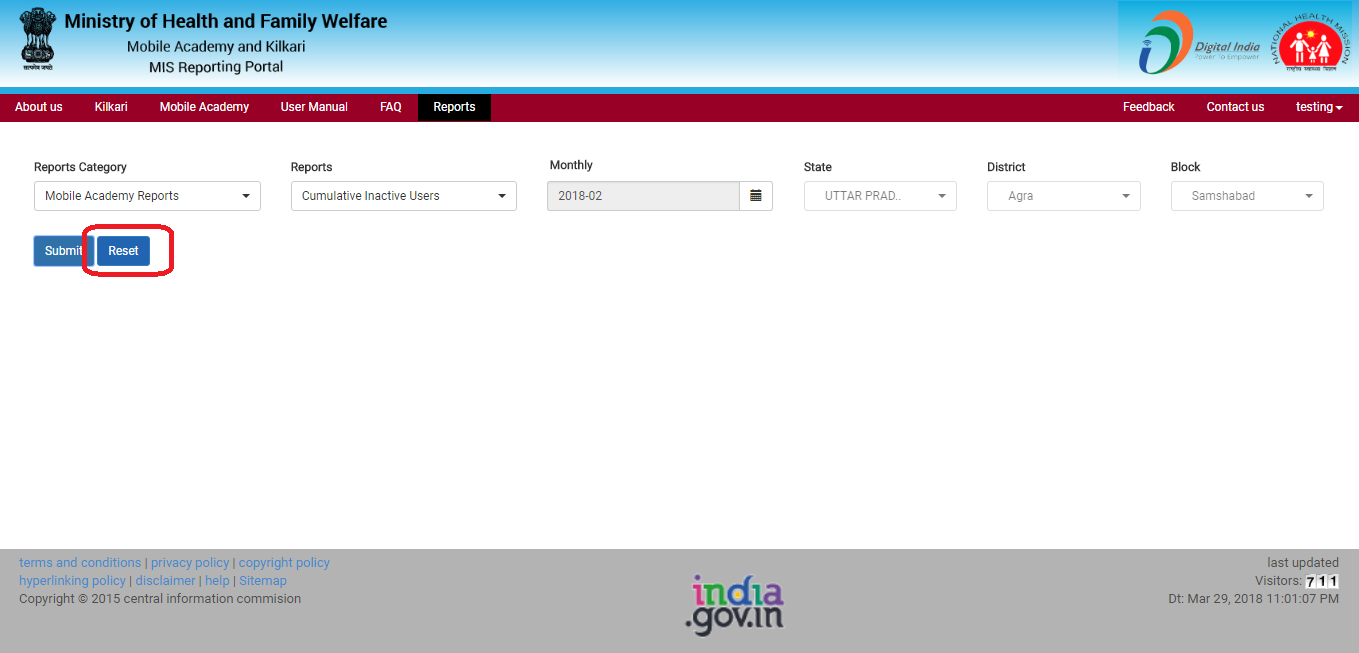 Ministry of Health and Family Welfare
Mobile Academy and Kilkari
MIS Reporting Portal
सत्यमेव जयते
Digital India
Power To Empower
NATIONAL HEALTH MISSION
राष्ट्रीय स्वास्थ्य मिशन
About us Kilkari Mobile Academy User Manual FAQ Reports Feedback Contact us testing
Reports Category Reports Monthly State District Block
Mobile Academy Reports Cumulative Inactive Users 2018-02 UTTAR PRAD.. Agra Samshabad
Submit Reset
terms and conditions | privacy policy | copyright policy
hyperlinking policy | disclaimer | help | Sitemap
Copyright © 2015 central information commision
india
.gov.in
last updated
Visitors: 711
Dt: Mar 29, 2018 11:01:07 PM